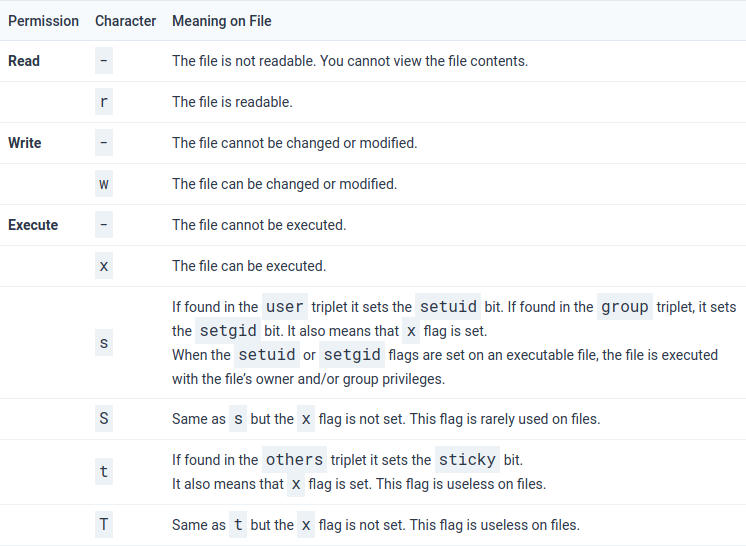 Permission Character Meaning on File
Read - The file is not readable. You cannot view the file contents.
r The file is readable.
Write - The file cannot be changed or modified.
w The file can be changed or modified.
Execute - The file cannot be executed.
x The file can be executed.
If found in the user triplet it sets the setuid bit. If found in the group triplet, it sets
the setgid bit. It also means that x flag is set.
s
When the setuid or setgid flags are set on an executable file, the file is executed
with the file’s owner and/or group privileges.
S Same as s but the x flag is not set. This flag is rarely used on files.
If found in the others triplet it sets the sticky bit.
t
It also means that x flag is set. This flag is useless on files.
T Same as t but the x flag is not set. This flag is useless on files.